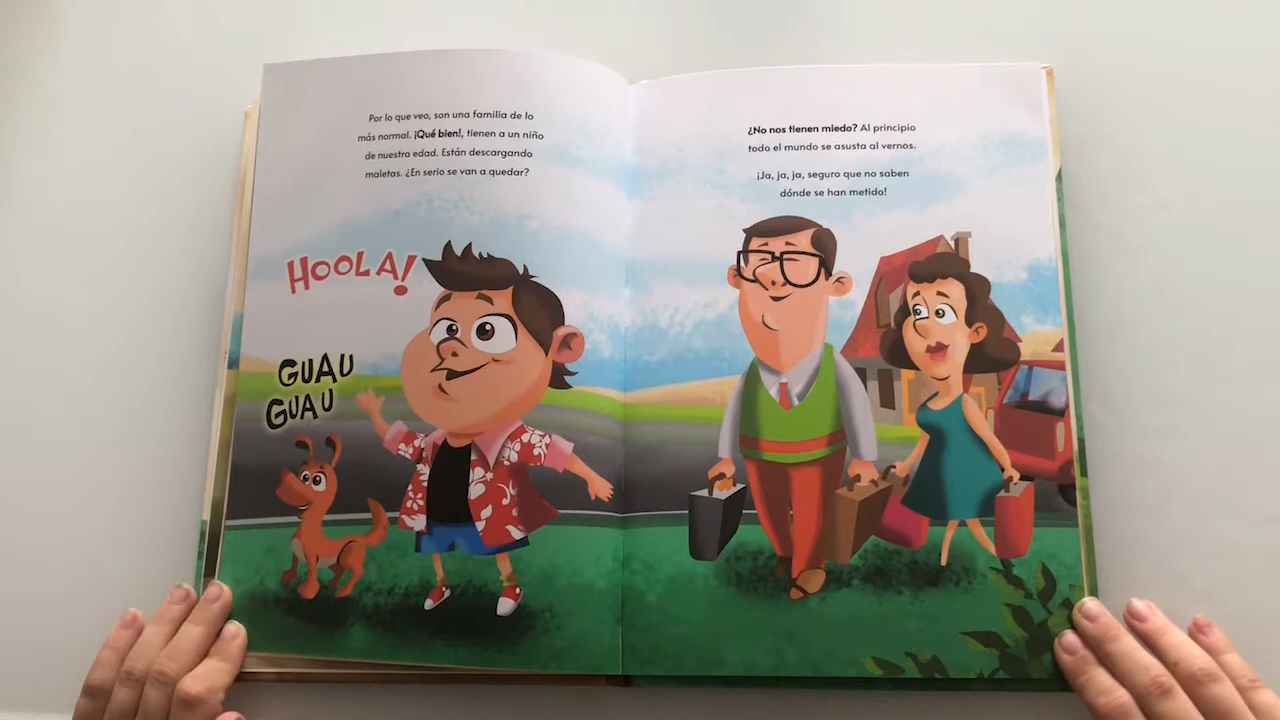 Por lo que veo, son una familia de lo
más normal. ¡Qué bien!, tienen a un niño
de nuestra edad. Están descargando
maletas. ¿En serio se van a quedar?
HOOLA!
GUAU
GUAU
¿No nos tienen miedo? Al principio
todo el mundo se asusta al vernos.
¡Ja, ja, ja, seguro que no saben
dónde se han metido!